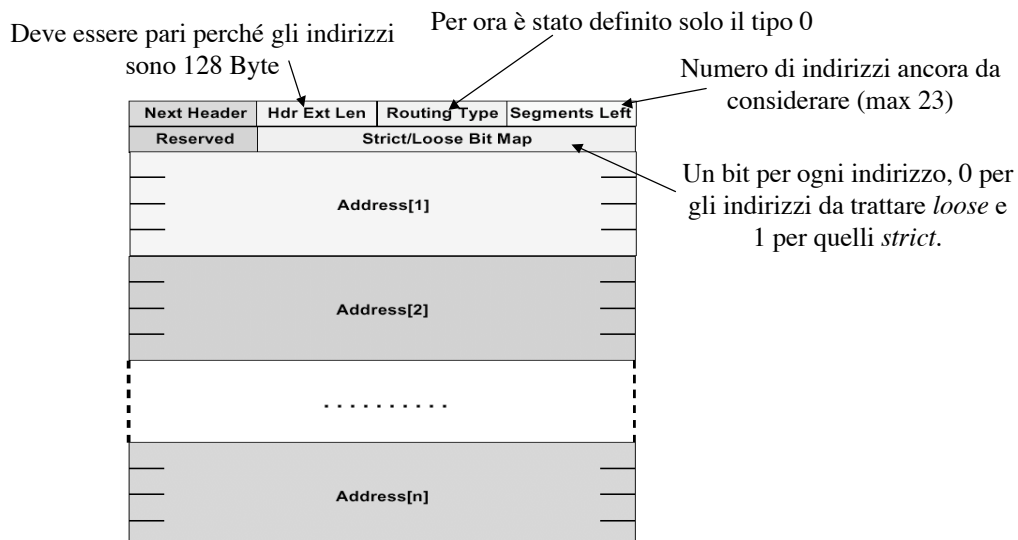 Deve essere pari perché gli indirizzi
sono 128 Byte
Per ora è stato definito solo il tipo 0
Numero di indirizzi ancora da
considerare (max 23)
Next Header Hdr Ext Len Routing Type Segments Left
Reserved Strict/Loose Bit Map
Un bit per ogni indirizzo, 0 per
gli indirizzi da trattare loose e
1 per quelli strict.
Address[1]
Address[2]
. . . . . . . . . .
Address[n]